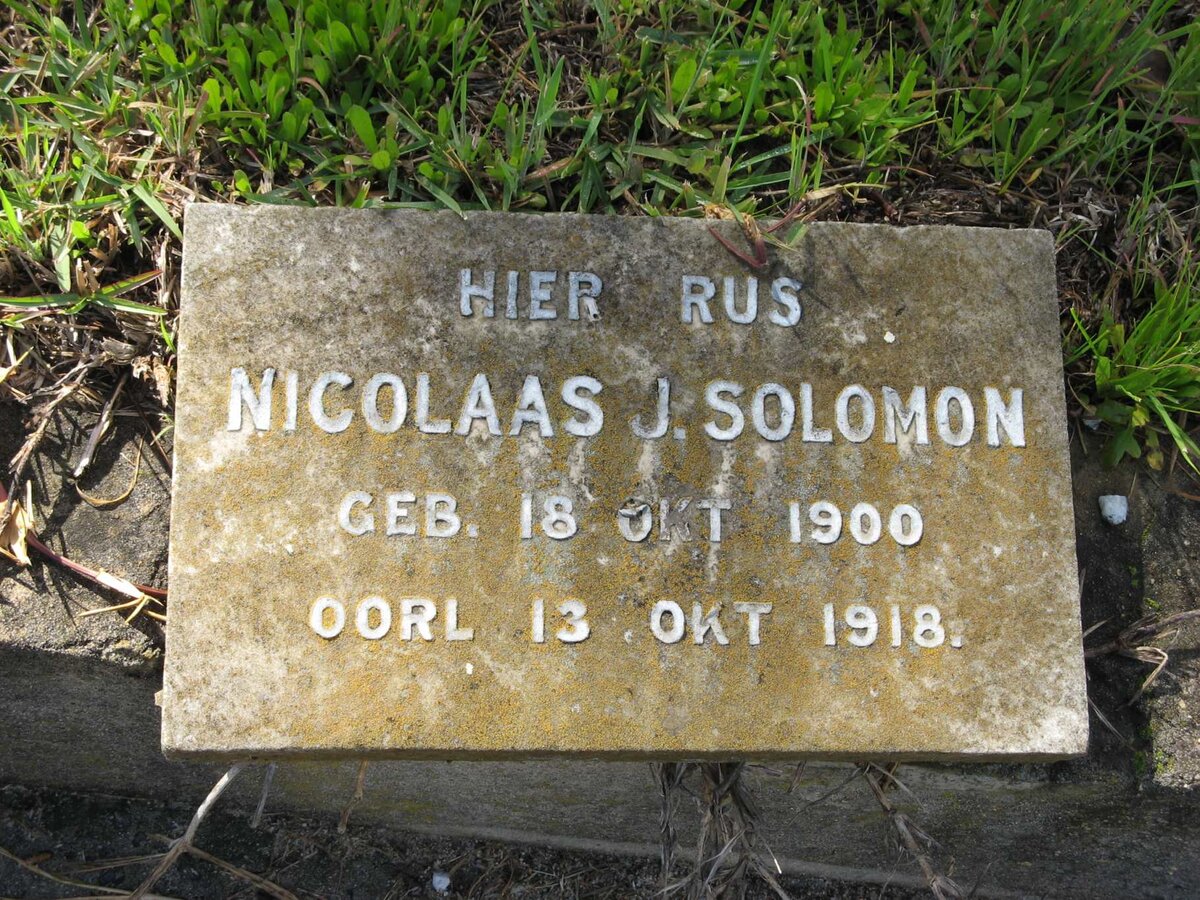 HIER RUS
NICOLAAS J. SOLOMON
GEB. 18 OKT 1900
OORL 13 OKT 1918.